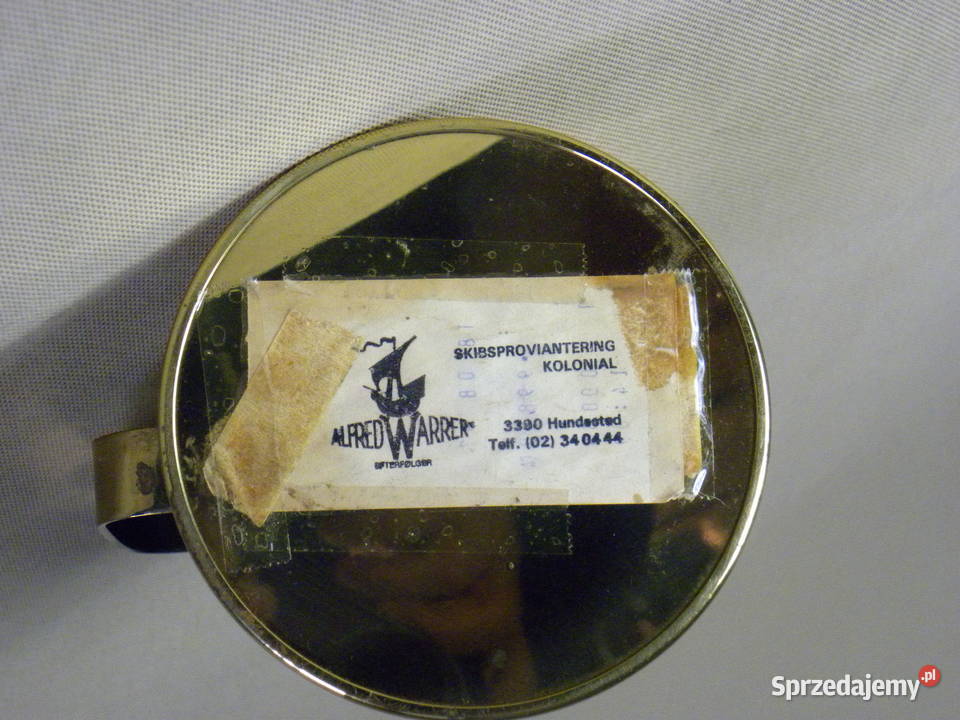 SKIBSPROVIANTERING
KOLONIAL
ALFRED WARRER
EFTERFØLGER
3390 Hundested
Telf. (02) 34 04 44
Sprzedajemy.pl